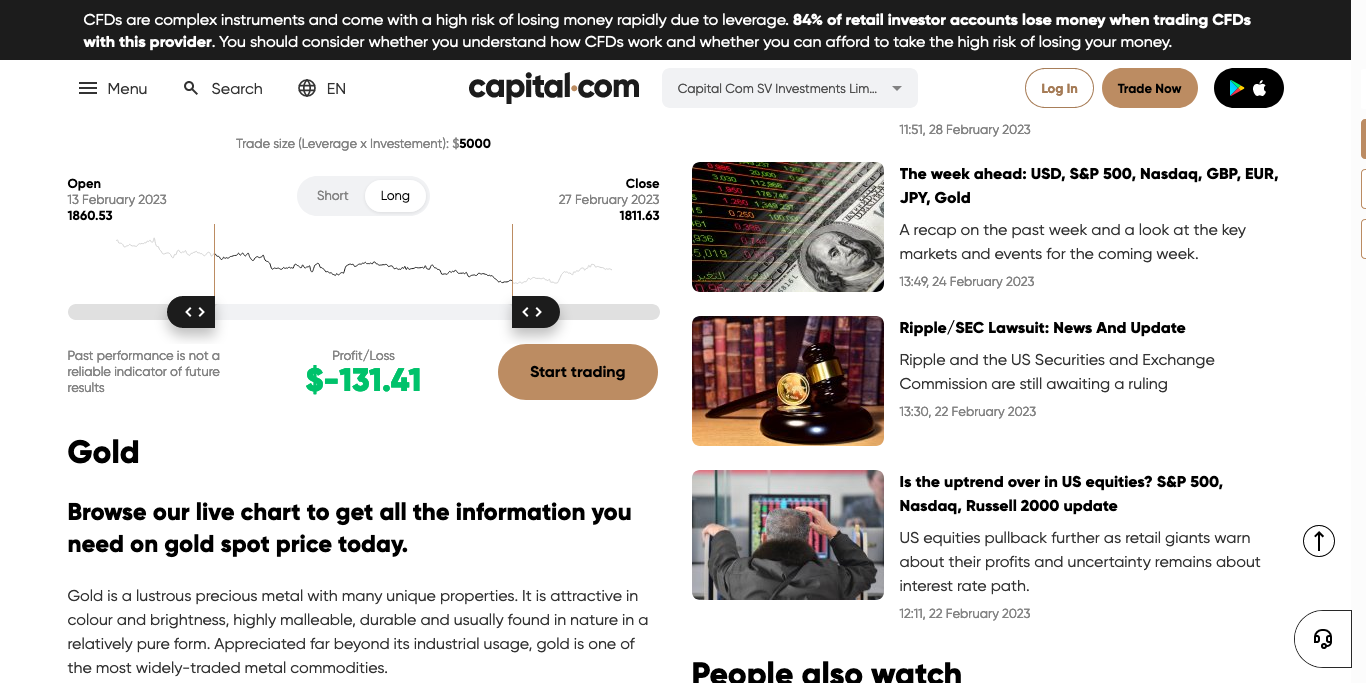 CFDs are complex instruments and come with a high risk of losing money rapidly due to leverage. 84% of retail investor accounts lose money when trading CFDs
with this provider. You should consider whether you understand how CFDs work and whether you can afford to take the high risk of losing your money.
Menu
Search
EN
capital.com
Capital Com SV Investments Lim...
Log In
Trade Now
Trade size (Leverage x Investement): $5000
Open
13 February 2023
1860.53
Short
Long
Close
27 February 2023
1811.63
Past performance is not a
reliable indicator of future
results
Profit/Loss
$-131.41
Start trading
Gold
Browse our live chart to get all the information you
need on gold spot price today.
Gold is a lustrous precious metal with many unique properties. It is attractive in
colour and brightness, highly malleable, durable and usually found in nature in a
relatively pure form. Appreciated far beyond its industrial usage, gold is one of
the most widely-traded metal commodities.
11:51, 28 February 2023
The week ahead: USD, S&P 500, Nasdaq, GBP, EUR,
JPY, Gold
A recap on the past week and a look at the key
markets and events for the coming week.
13:49, 24 February 2023
Ripple/SEC Lawsuit: News And Update
Ripple and the US Securities and Exchange
Commission are still awaiting a ruling
13:30, 22 February 2023
Is the uptrend over in US equities? S&P 500,
Nasdaq, Russell 2000 update
US equities pullback further as retail giants warn
about their profits and uncertainty remains about
interest rate path.
12:11, 22 February 2023
People also watch